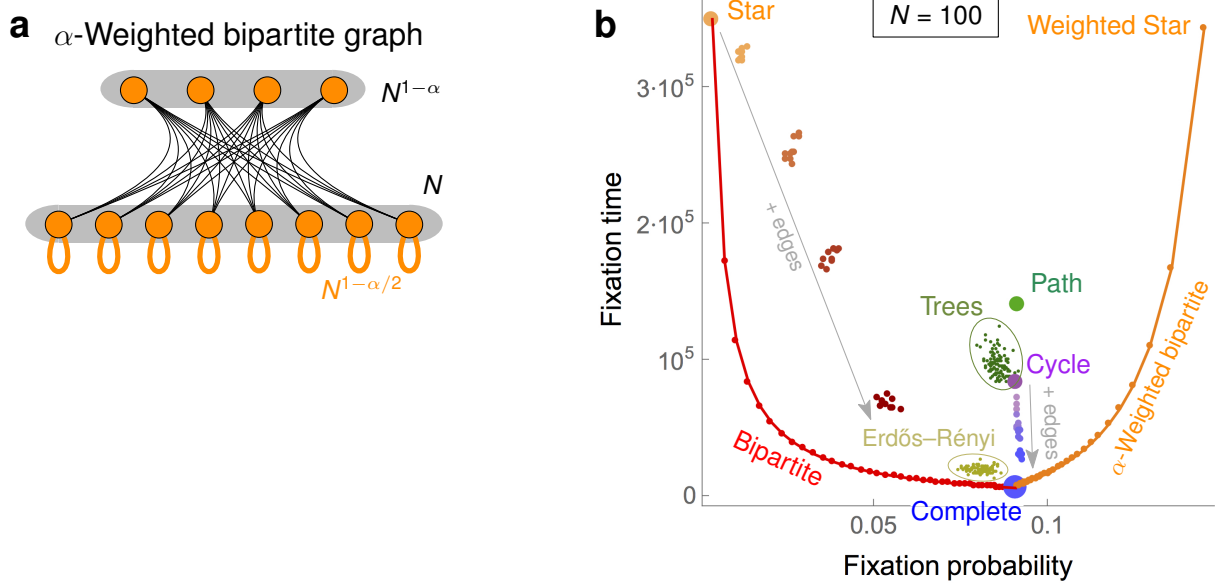 a
α-Weighted bipartite graph
N^{1-α}
N
N^{1-α/2}
b
N = 100
Star
Weighted Star
3·10^5
2·10^5
10^5
0
Fixation time
+ edges
Path
Trees
Cycle
+ edges
Erdős–Rényi
Bipartite
α-Weighted bipartite
Complete
0.05
0.1
Fixation probability